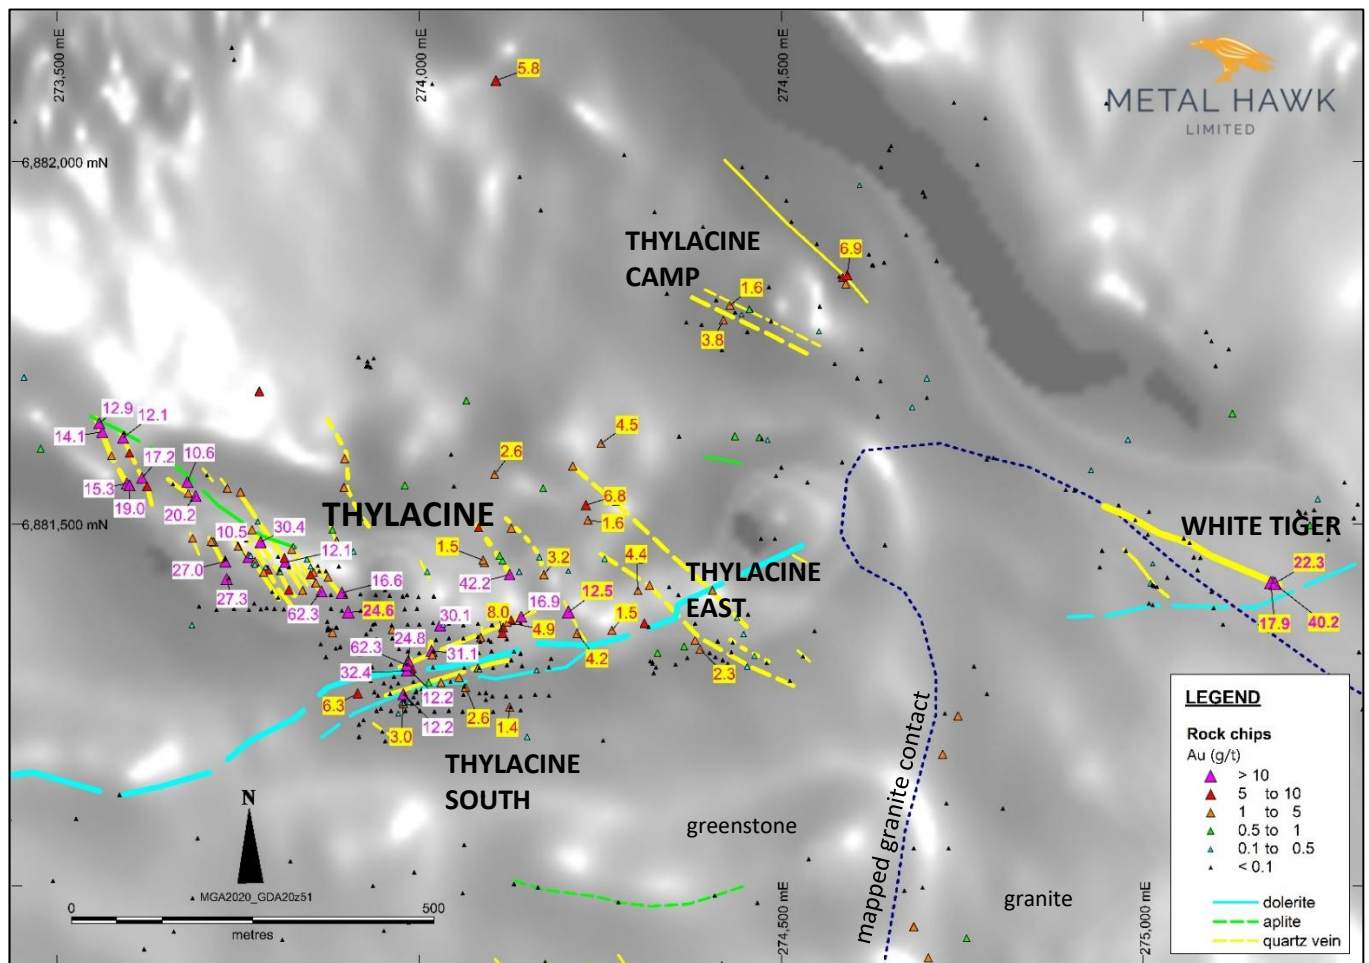 273,500 mE
274,000 mE
274,500 mE
METAL HAWK
LIMITED
5.8
6,882,000 mN
THYLACINE
CAMP
6.9
1.6
3.8
12.9
12.1
14.1
4.5
17.2
10.6
2.6
15.3
19.0
20.2
6.8
1.6
THYLACINE
6,881,500 mN
WHITE TIGER
10.5
30.4
12.1
1.5
3.2
4.4
THYLACINE
EAST
22.3
27.0
42.2
27.3
62.3
16.6
24.6
30.1
8.0
16.9
12.5
1.5
17.9
40.2
24.8
4.9
62.3
31.1
4.2
32.4
2.3
6.3
12.2
12.2
2.6
1.4
3.0
THYLACINE
SOUTH
N
greenstone
mapped granite contact
granite
MGA2020_GDA20z51
0
500
metres
274,500 mE
275,000 mE
LEGEND
Rock chips
Au (g/t)
> 10
5 to 10
1 to 5
0.5 to 1
0.1 to 0.5
< 0.1
dolerite
aplite
quartz vein